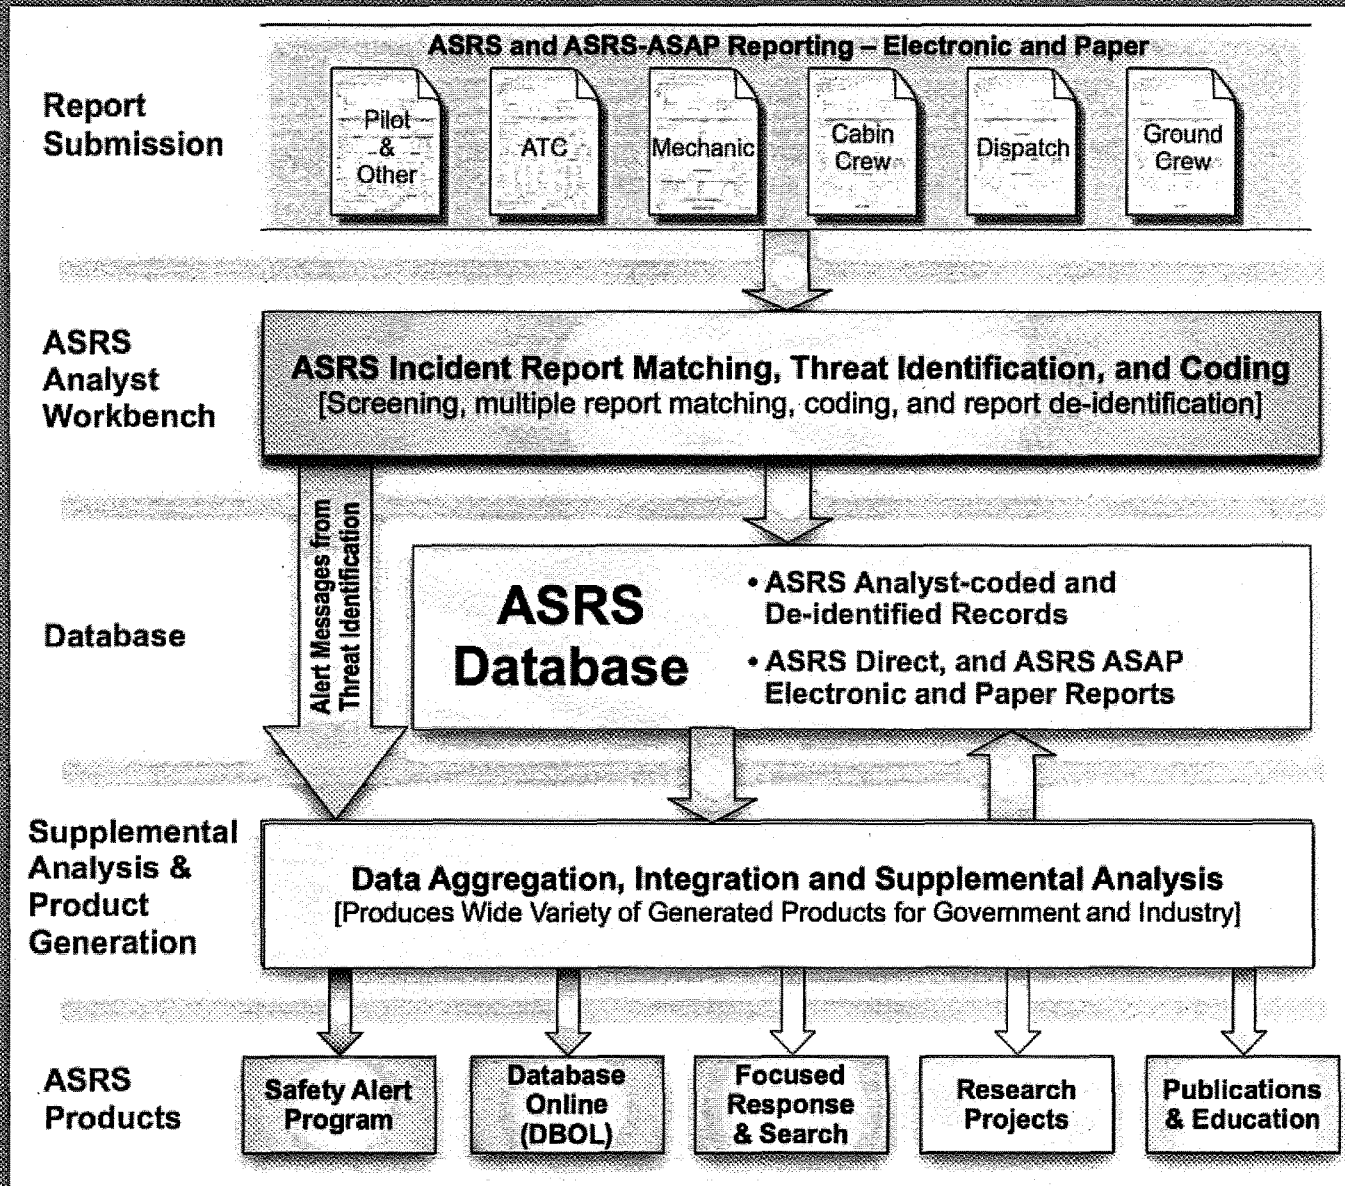 ASRS and ASRS-ASAP Reporting – Electronic and Paper
Report
Submission
Pilot
&
Other
ATC
Mechanic
Cabin
Crew
Dispatch
Ground
Crew
ASRS
Analyst
Workbench
ASRS Incident Report Matching, Threat Identification, and Coding
[Screening, multiple report matching, coding, and report de-identification]
Alert Messages from
Threat Identification
Database
ASRS
Database
• ASRS Analyst-coded and
De-identified Records
• ASRS Direct, and ASRS ASAP
Electronic and Paper Reports
Supplemental
Analysis &
Product
Generation
Data Aggregation, Integration and Supplemental Analysis
[Produces Wide Variety of Generated Products for Government and Industry]
ASRS
Products
Safety Alert
Program
Database
Online
(DBOL)
Focused
Response
& Search
Research
Projects
Publications
& Education